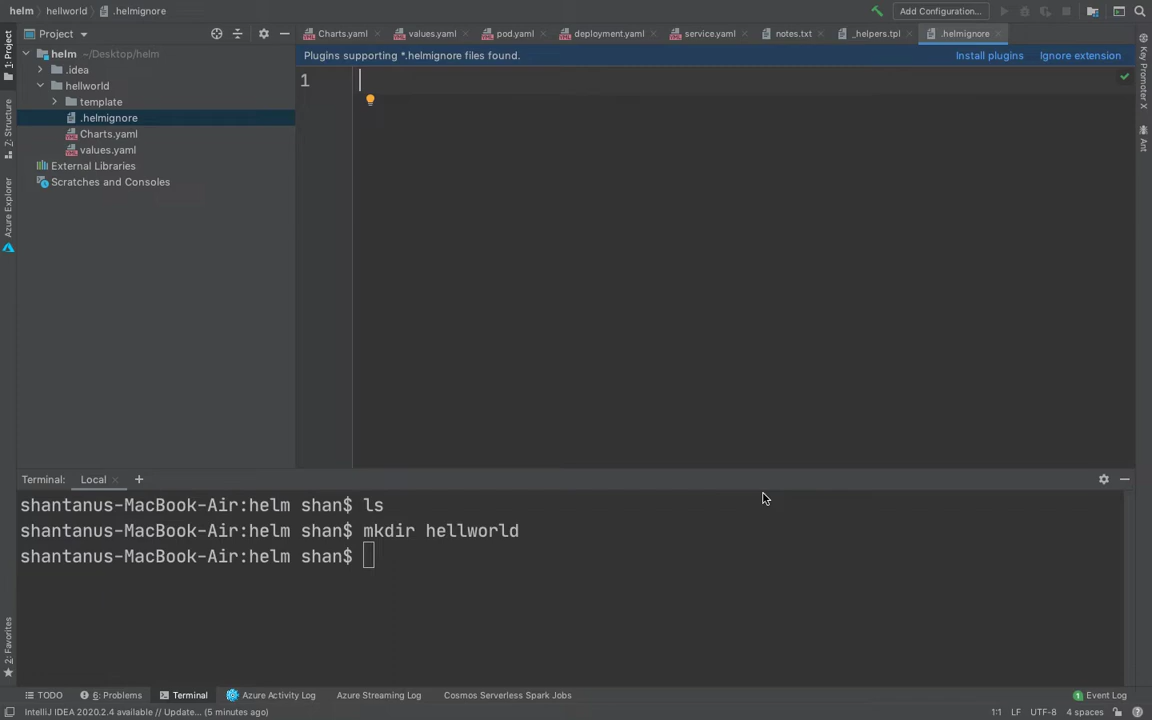 helm hellworld .helmignore Add Configuration...
1: Project Project Charts.yaml values.yaml pod.yaml deployment.yaml service.yaml notes.txt _helpers.tpl .helmignore
helm ~/Desktop/helm
Plugins supporting *.helmignore files found. Install plugins Ignore extension
.idea
hellworld
template
.helmignore
Charts.yaml
values.yaml
External Libraries
Scratches and Consoles
1
Z: Structure
Azure Explorer
2: Favorites
Key Promoter X
Ant
Terminal: Local +
shantanus-MacBook-Air:helm shan$ ls
shantanus-MacBook-Air:helm shan$ mkdir hellworld
shantanus-MacBook-Air:helm shan$
TODO 6: Problems Terminal Azure Activity Log Azure Streaming Log Cosmos Serverless Spark Jobs 1 Event Log
IntelliJ IDEA 2020.2.4 available // Update... (5 minutes ago) 1:1 LF UTF-8 4 spaces